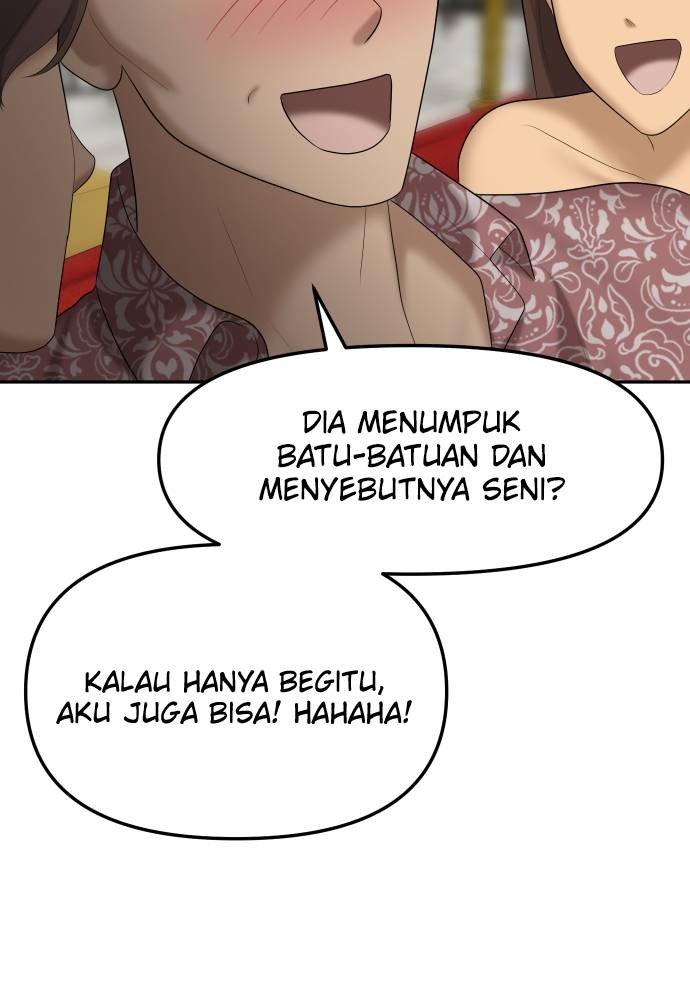 DIA MENUMPUK
BATU-BATUAN DAN
MENYEBUTNYA SENI?
KALAU HANYA BEGITU,
AKU JUGA BISA! HAHAHA!